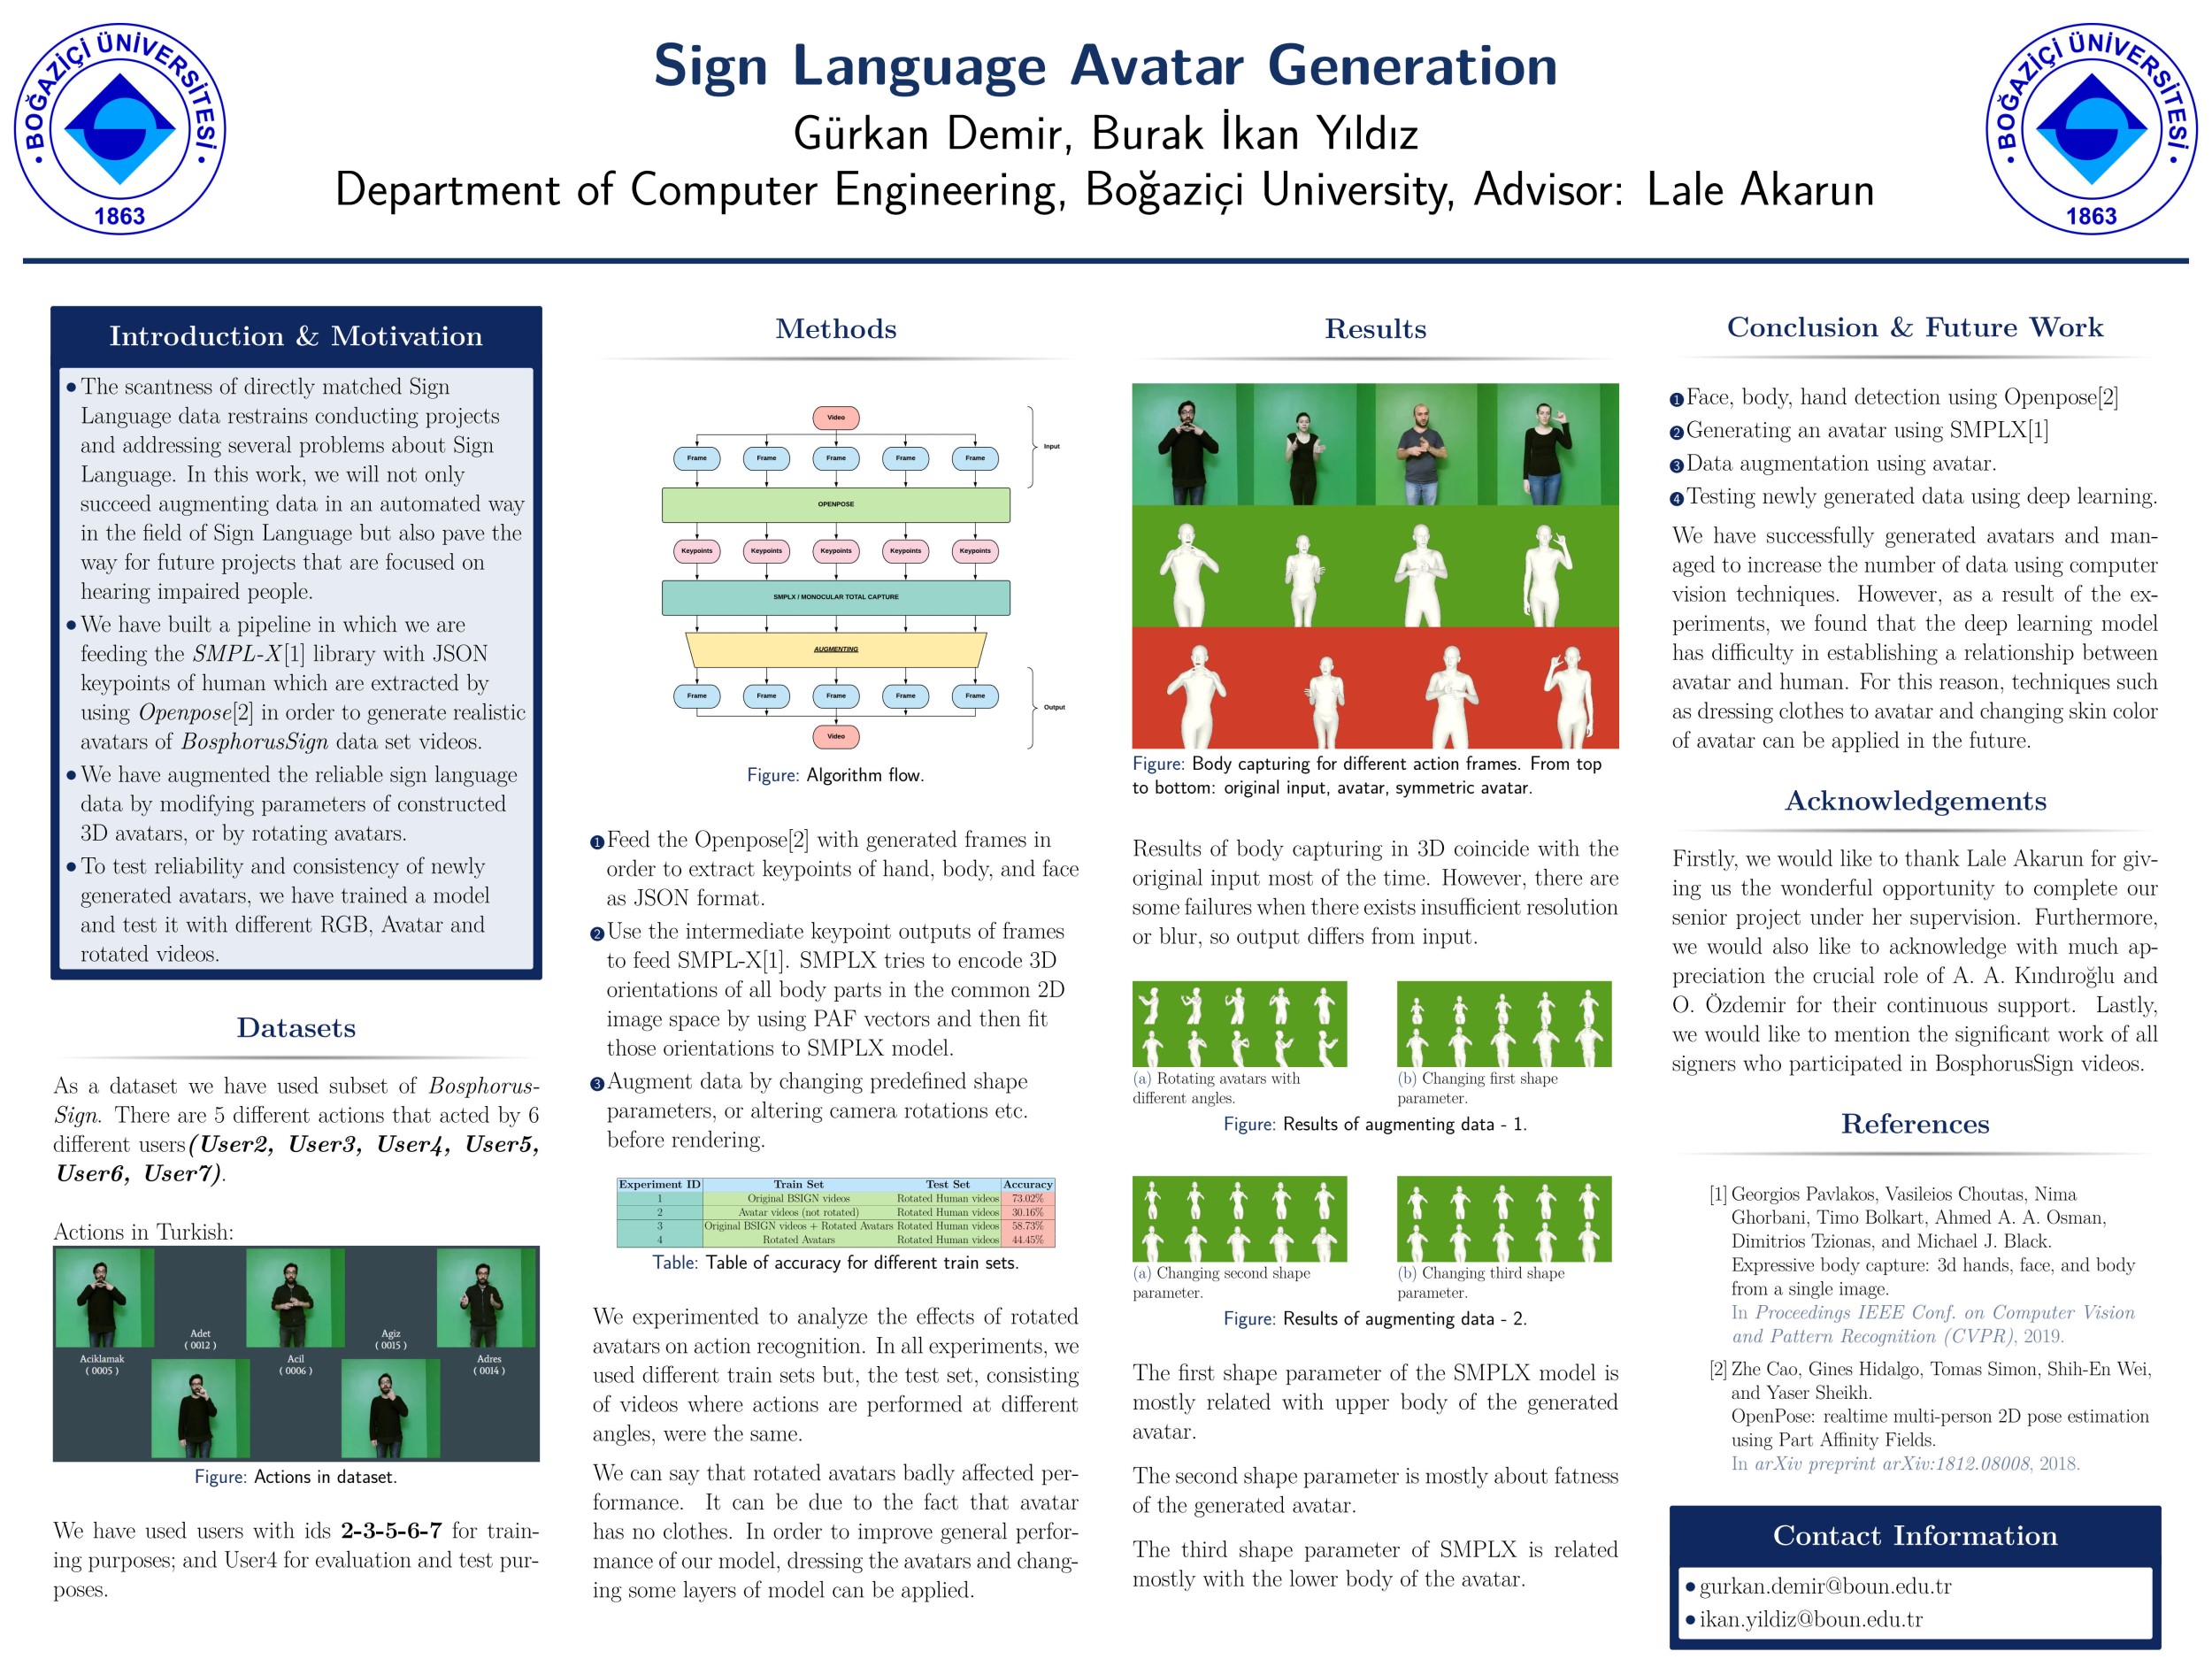 BOĞAZİÇİ ÜNİVERSİTESİ
1863
Sign Language Avatar Generation
Gürkan Demir, Burak İkan Yıldız
Department of Computer Engineering, Boğaziçi University, Advisor: Lale Akarun
BOĞAZİÇİ ÜNİVERSİTESİ
1863
Introduction & Motivation
• The scantness of directly matched Sign
Language data restrains conducting projects
and addressing several problems about Sign
Language. In this work, we will not only
succeed augmenting data in an automated way
in the field of Sign Language but also pave the
way for future projects that are focused on
hearing impaired people.
• We have built a pipeline in which we are
feeding the SMPL-X[1] library with JSON
keypoints of human which are extracted by
using Openpose[2] in order to generate realistic
avatars of BosphorusSign data set videos.
• We have augmented the reliable sign language
data by modifying parameters of constructed
3D avatars, or by rotating avatars.
• To test reliability and consistency of newly
generated avatars, we have trained a model
and test it with different RGB, Avatar and
rotated videos.
Datasets
As a dataset we have used subset of Bosphorus-
Sign. There are 5 different actions that acted by 6
different users(User2, User3, User4, User5,
User6, User7).
Actions in Turkish:
Aciklamak
( 0005 )
Adet
( 0012 )
Acil
( 0006 )
Agiz
( 0015 )
Adres
( 0014 )
Figure: Actions in dataset.
We have used users with ids 2-3-5-6-7 for train-
ing purposes; and User4 for evaluation and test pur-
poses.
Methods
Video
Frame Frame Frame Frame Frame
Input
OPENPOSE
Keypoints Keypoints Keypoints Keypoints Keypoints
SMPLX / MONOCULAR TOTAL CAPTURE
AUGMENTING
Frame Frame Frame Frame Frame
Output
Video
Figure: Algorithm flow.
1 Feed the Openpose[2] with generated frames in
order to extract keypoints of hand, body, and face
as JSON format.
2 Use the intermediate keypoint outputs of frames
to feed SMPL-X[1]. SMPLX tries to encode 3D
orientations of all body parts in the common 2D
image space by using PAF vectors and then fit
those orientations to SMPLX model.
3 Augment data by changing predefined shape
parameters, or altering camera rotations etc.
before rendering.
Experiment ID Train Set Test Set Accuracy
1 Original BSIGN videos Rotated Human videos 73.02%
2 Avatar videos (not rotated) Rotated Human videos 30.16%
3 Original BSIGN videos + Rotated Avatars Rotated Human videos 58.73%
4 Rotated Avatars Rotated Human videos 44.45%
Table: Table of accuracy for different train sets.
We experimented to analyze the effects of rotated
avatars on action recognition. In all experiments, we
used different train sets but, the test set, consisting
of videos where actions are performed at different
angles, were the same.
We can say that rotated avatars badly affected per-
formance. It can be due to the fact that avatar
has no clothes. In order to improve general perfor-
mance of our model, dressing the avatars and chang-
ing some layers of model can be applied.
Results
Figure: Body capturing for different action frames. From top
to bottom: original input, avatar, symmetric avatar.
Results of body capturing in 3D coincide with the
original input most of the time. However, there are
some failures when there exists insufficient resolution
or blur, so output differs from input.
(a) Rotating avatars with
different angles.
(b) Changing first shape
parameter.
Figure: Results of augmenting data - 1.
(a) Changing second shape
parameter.
(b) Changing third shape
parameter.
Figure: Results of augmenting data - 2.
The first shape parameter of the SMPLX model is
mostly related with upper body of the generated
avatar.
The second shape parameter is mostly about fatness
of the generated avatar.
The third shape parameter of SMPLX is related
mostly with the lower body of the avatar.
Conclusion & Future Work
1 Face, body, hand detection using Openpose[2]
2 Generating an avatar using SMPLX[1]
3 Data augmentation using avatar.
4 Testing newly generated data using deep learning.
We have successfully generated avatars and man-
aged to increase the number of data using computer
vision techniques. However, as a result of the ex-
periments, we found that the deep learning model
has difficulty in establishing a relationship between
avatar and human. For this reason, techniques such
as dressing clothes to avatar and changing skin color
of avatar can be applied in the future.
Acknowledgements
Firstly, we would like to thank Lale Akarun for giv-
ing us the wonderful opportunity to complete our
senior project under her supervision. Furthermore,
we would also like to acknowledge with much ap-
preciation the crucial role of A. A. Kındıroğlu and
O. Özdemir for their continuous support. Lastly,
we would like to mention the significant work of all
signers who participated in BosphorusSign videos.
References
[1] Georgios Pavlakos, Vasileios Choutas, Nima
Ghorbani, Timo Bolkart, Ahmed A. A. Osman,
Dimitrios Tzionas, and Michael J. Black.
Expressive body capture: 3d hands, face, and body
from a single image.
In Proceedings IEEE Conf. on Computer Vision
and Pattern Recognition (CVPR), 2019.
[2] Zhe Cao, Gines Hidalgo, Tomas Simon, Shih-En Wei,
and Yaser Sheikh.
OpenPose: realtime multi-person 2D pose estimation
using Part Affinity Fields.
In arXiv preprint arXiv:1812.08008, 2018.
Contact Information
• gurkan.demir@boun.edu.tr
• ikan.yildiz@boun.edu.tr